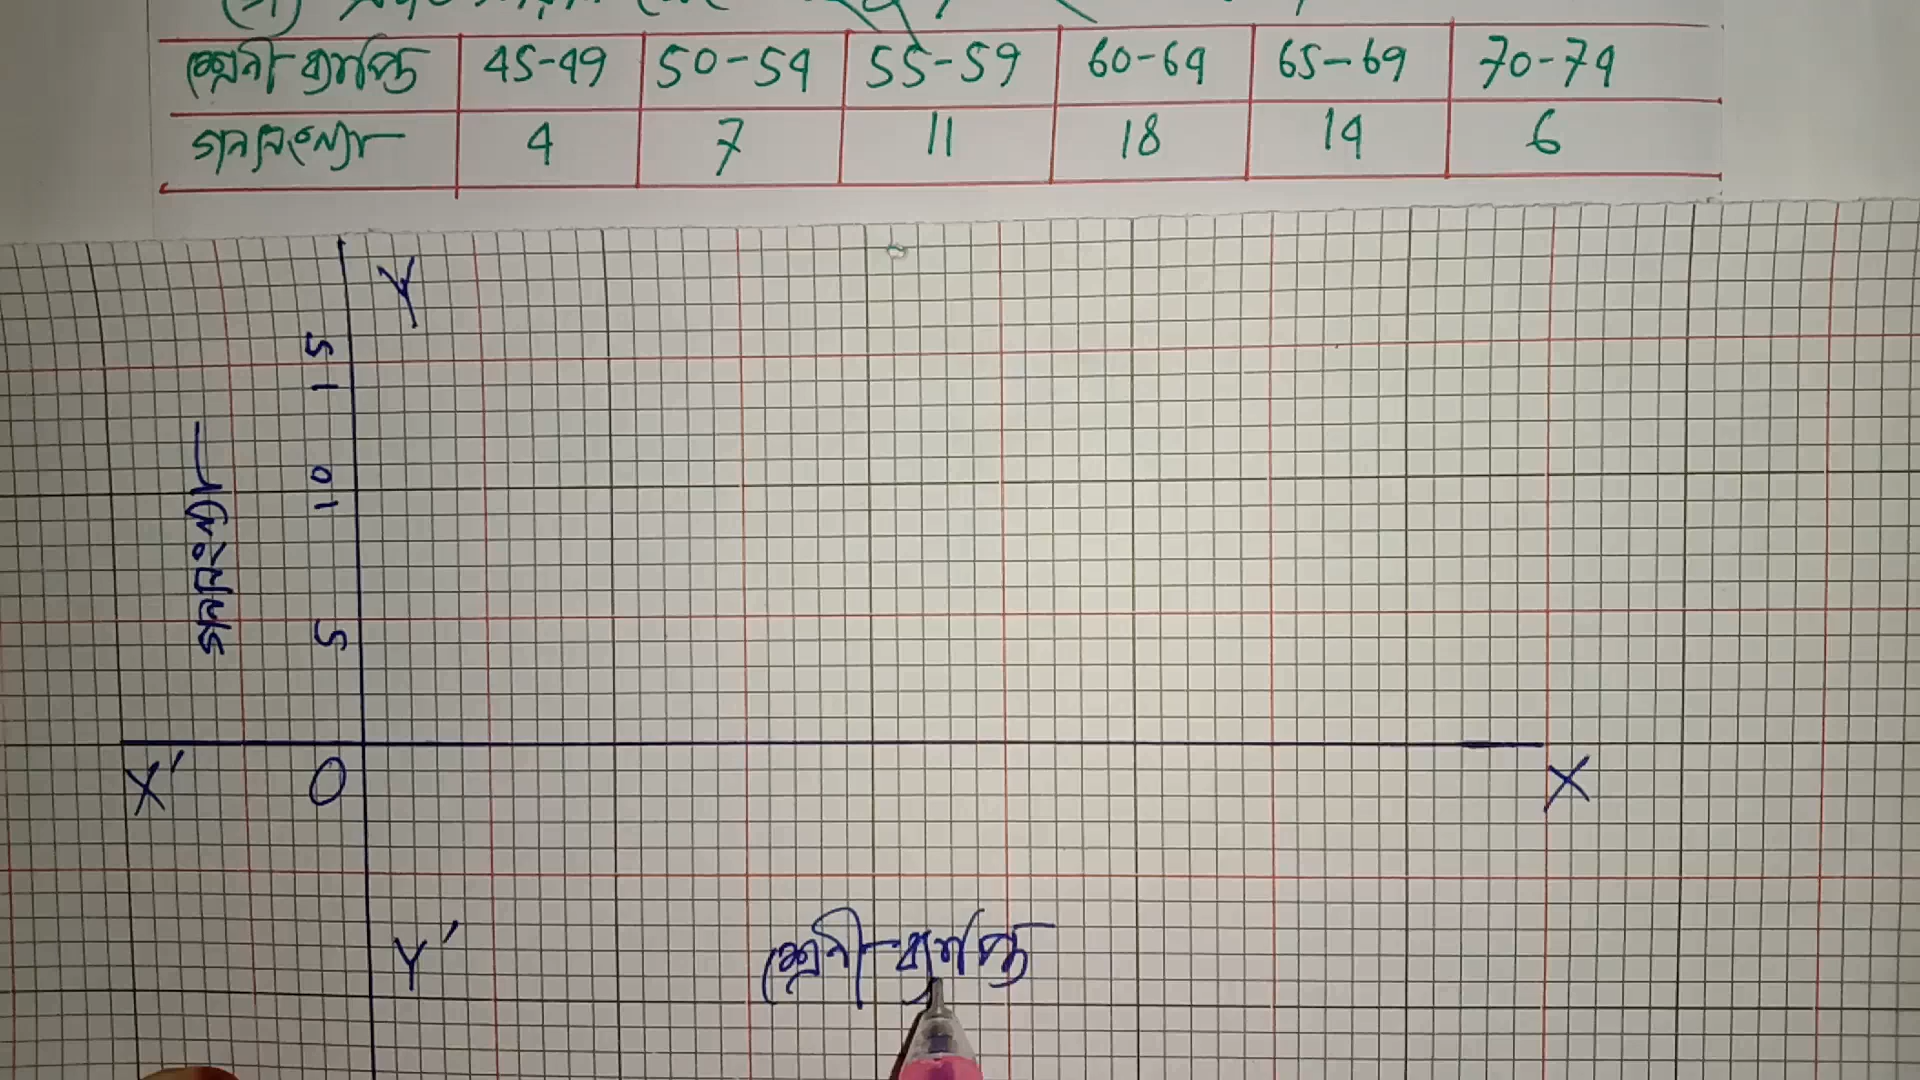 শ্রেনী ব্যাপ্তি 45-49 50-54 55-59 60-64 65-69 70-74
গনসংখ্যা 4 7 11 18 14 6
Y
15
10
5
গনসংখ্যা
X' O X
Y'
শ্রেনী-ব্যাপ্তি